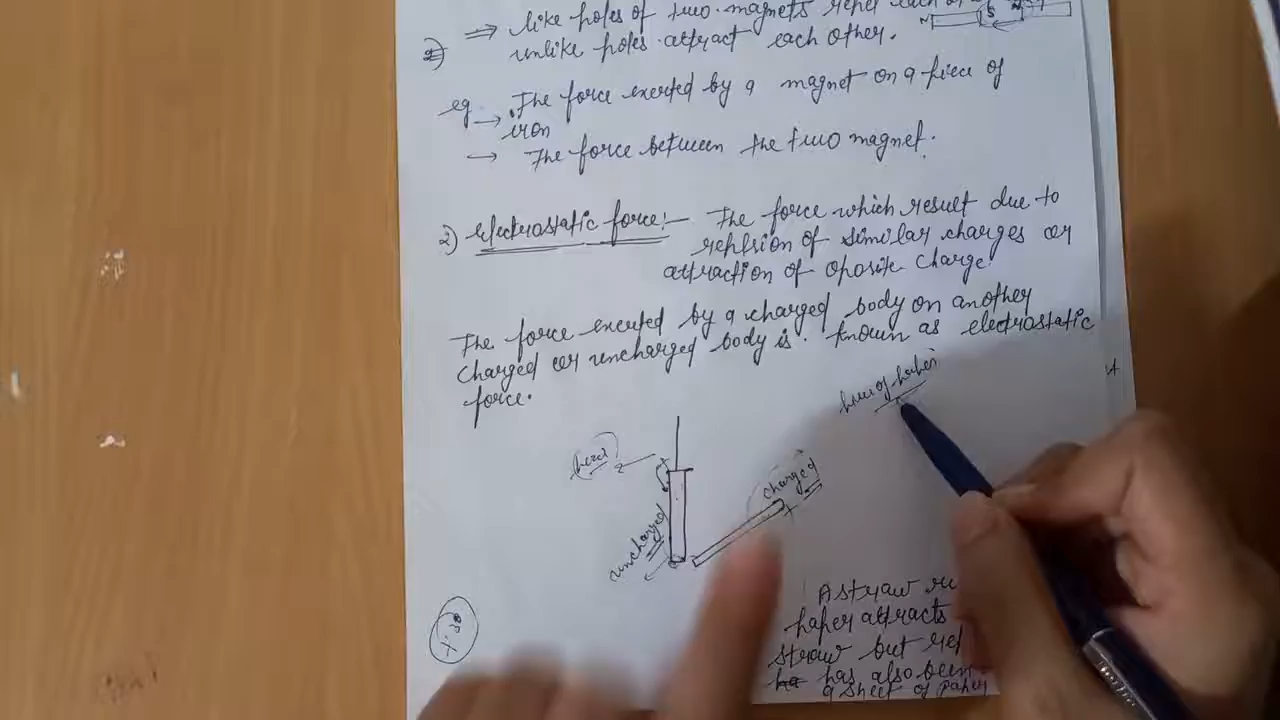 => like poles of two magnets repel each
unlike poles attract each other.
N S N
eg → The force exerted by a magnet on a piece of
iron
→ The force between the two magnet.
2) electrostatic force:- The force which result due to
replsion of similar charges or
attraction of oposite charge
The force exerted by a charged body on another
charged or uncharged body is known as electrostatic
force.
piece of paper
charged
uncharged
A straw
paper attracts
straw but
has also been
a sheet of paper